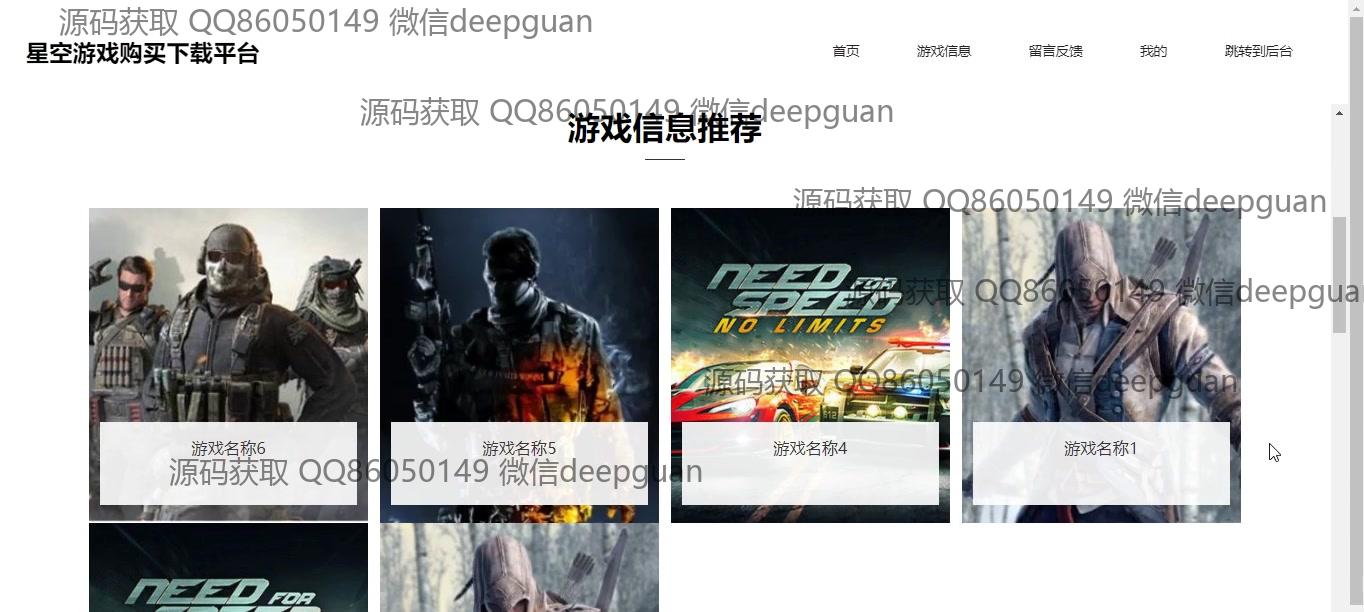 源码获取 QQ86050149 微信deepguan
星空游戏购买下载平台
首页 游戏信息 留言反馈 我的 跳转到后台
源码获取 QQ86050149 微信deepguan
游戏信息推荐
源码获取 QQ86050149 微信deepguan
NEED FOR
SPEED
NO LIMITS
源码获取 QQ86050149 微信deepgua
源码获取 QQ86050149 微信deepguan
游戏名称6
游戏名称5
游戏名称4
游戏名称1
源码获取 QQ86050149 微信deepguan
NEED FOR